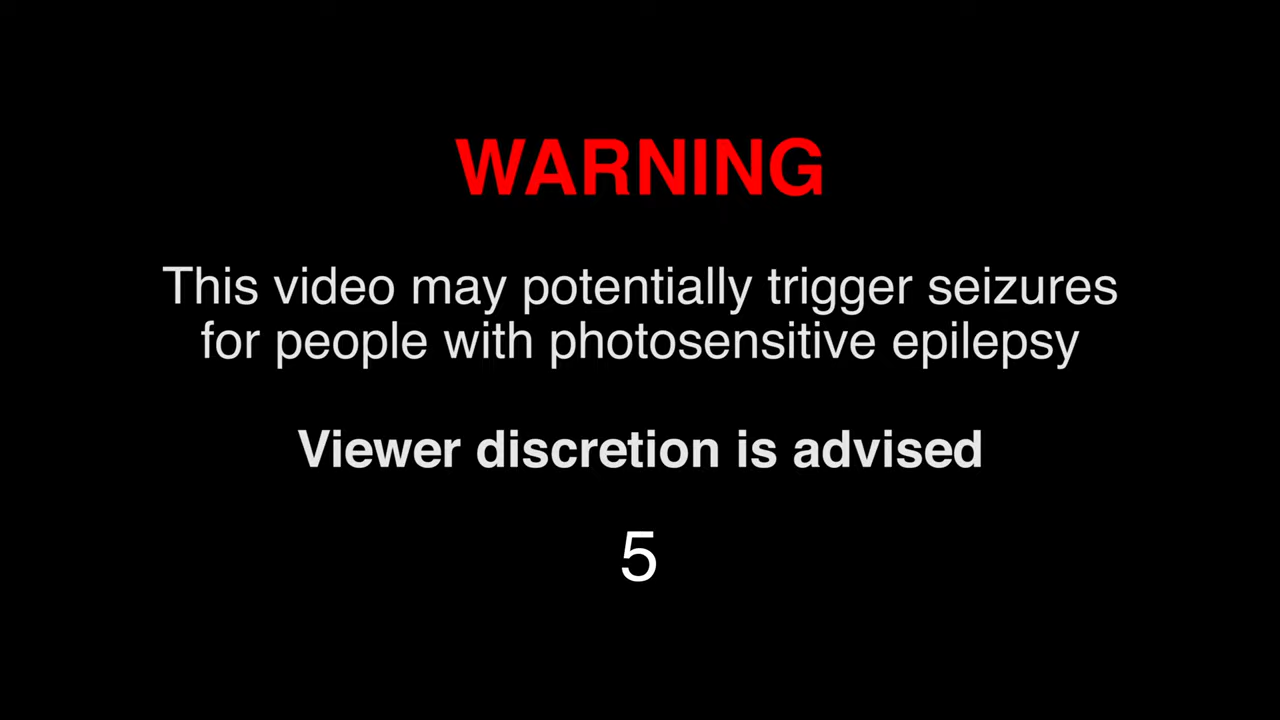 WARNING
This video may potentially trigger seizures
for people with photosensitive epilepsy
Viewer discretion is advised
5